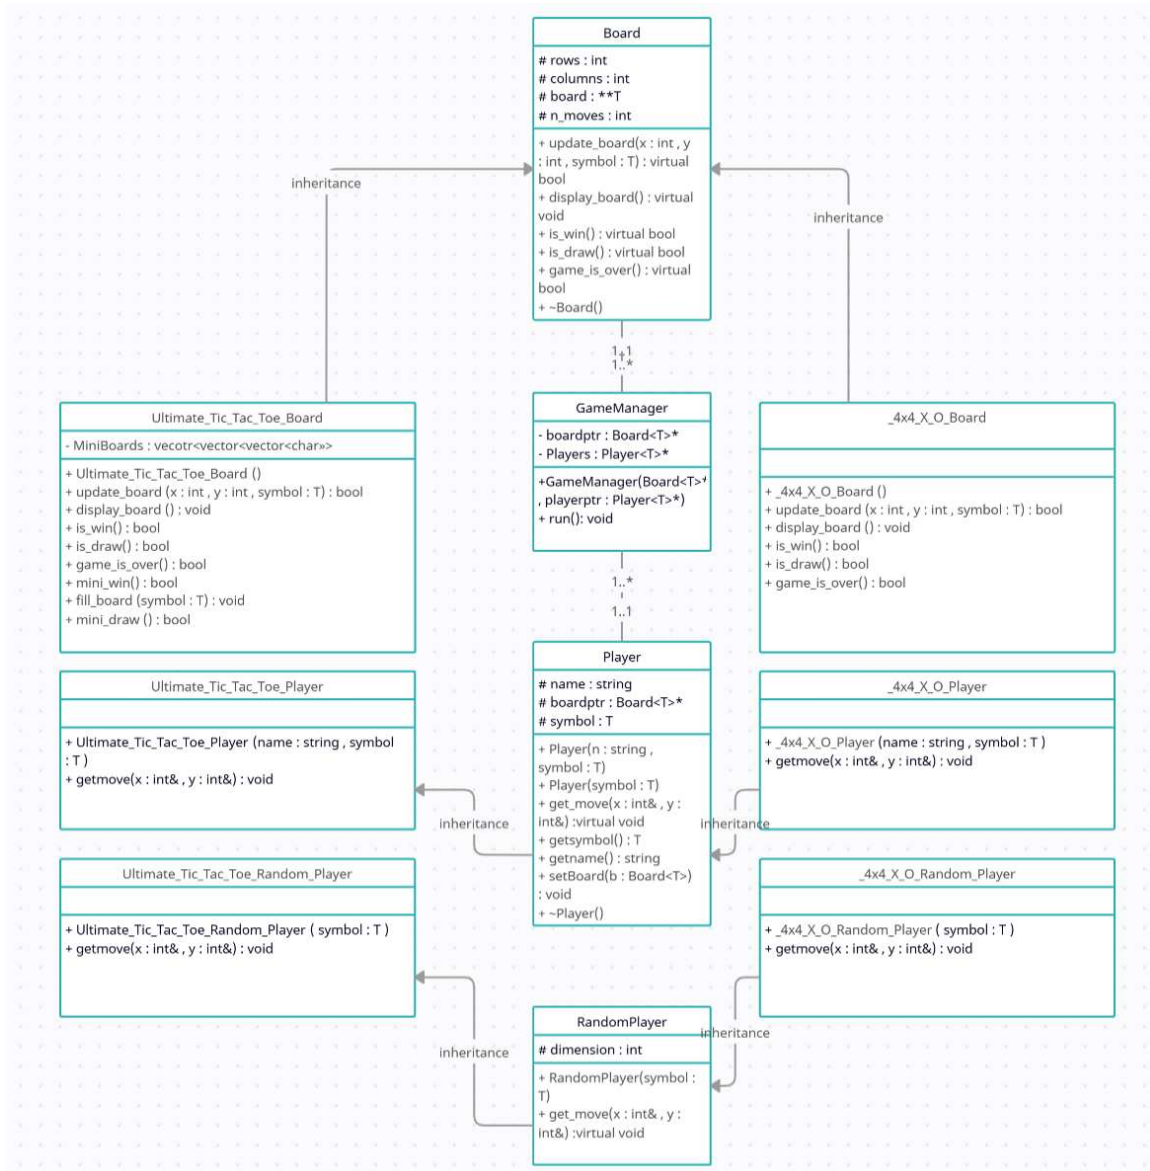 Board
# rows : int
# columns : int
# board : **T
# n_moves : int
+ update_board(x : int , y
: int , symbol : T) : virtual
bool
+ display_board() : virtual
void
+ is_win() : virtual bool
+ is_draw() : virtual bool
+ game_is_over() : virtual
bool
+ ~Board()
inheritance
inheritance
1..1
1..*
Ultimate_Tic_Tac_Toe_Board
- MiniBoards : vecotr<vector<vector<char>>
+ Ultimate_Tic_Tac_Toe_Board ()
+ update_board (x : int , y : int , symbol : T) : bool
+ display_board () : void
+ is_win() : bool
+ is_draw() : bool
+ game_is_over() : bool
+ mini_win() : bool
+ fill_board (symbol : T) : void
+ mini_draw () : bool
GameManager
- boardptr : Board<T>*
- Players : Player<T>*
+GameManager(Board<T>*
, playerptr : Player<T>*)
+ run(): void
_4x4_X_O_Board
+ _4x4_X_O_Board ()
+ update_board (x : int , y : int , symbol : T) : bool
+ display_board () : void
+ is_win() : bool
+ is_draw() : bool
+ game_is_over() : bool
1..*
1..1
Ultimate_Tic_Tac_Toe_Player
+ Ultimate_Tic_Tac_Toe_Player (name : string , symbol
: T )
+ getmove(x : int& , y : int&) : void
Player
# name : string
# boardptr : Board<T>*
# symbol : T
+ Player(n : string ,
symbol : T)
+ Player(symbol : T)
+ get_move(x : int& , y :
int&) :virtual void
+ getsymbol() : T
+ getname() : string
+ setBoard(b : Board<T>)
: void
+ ~Player()
_4x4_X_O_Player
+ _4x4_X_O_Player (name : string , symbol : T )
+ getmove(x : int& , y : int&) : void
inheritance
inheritance
Ultimate_Tic_Tac_Toe_Random_Player
+ Ultimate_Tic_Tac_Toe_Random_Player ( symbol : T )
+ getmove(x : int& , y : int&) : void
_4x4_X_O_Random_Player
+ _4x4_X_O_Random_Player ( symbol : T )
+ getmove(x : int& , y : int&) : void
RandomPlayer
# dimension : int
+ RandomPlayer(symbol :
T)
+ get_move(x : int& , y :
int&) :virtual void
inheritance
inheritance